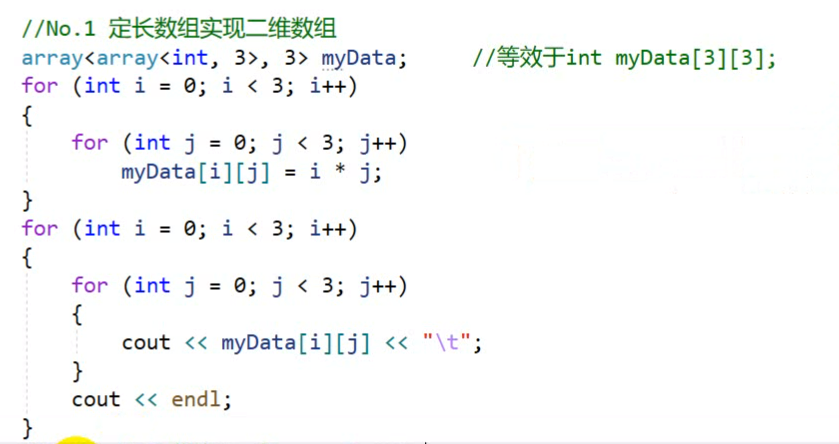 //No.1 定长数组实现二维数组
array<array<int, 3>, 3> myData;      //等效于int myData[3][3];
for (int i = 0; i < 3; i++)
{
    for (int j = 0; j < 3; j++)
        myData[i][j] = i * j;
}
for (int i = 0; i < 3; i++)
{
    for (int j = 0; j < 3; j++)
    {
        cout << myData[i][j] << "\t";
    }
    cout << endl;
}